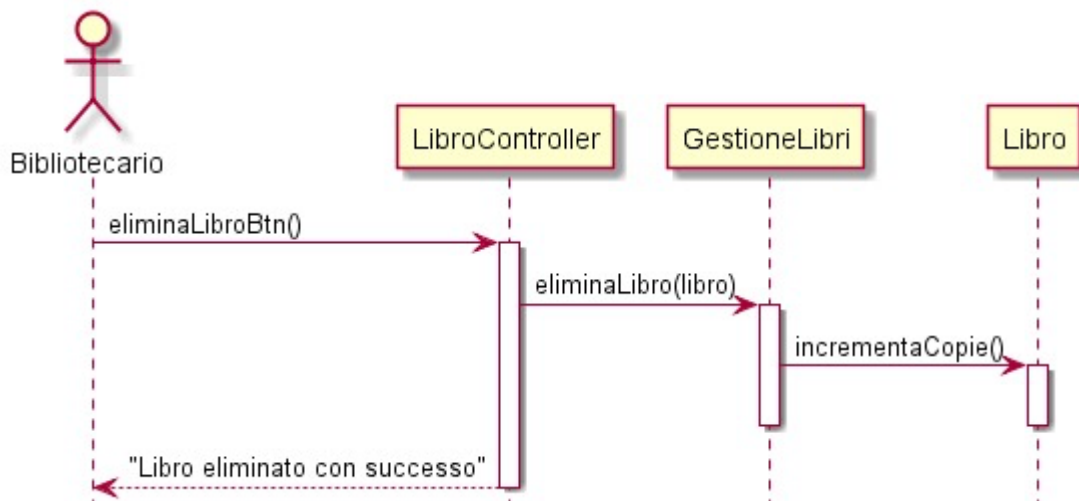 Bibliotecario
LibroController
GestioneLibri
Libro
eliminaLibroBtn()
eliminaLibro(libro)
incrementaCopie()
"Libro eliminato con successo"